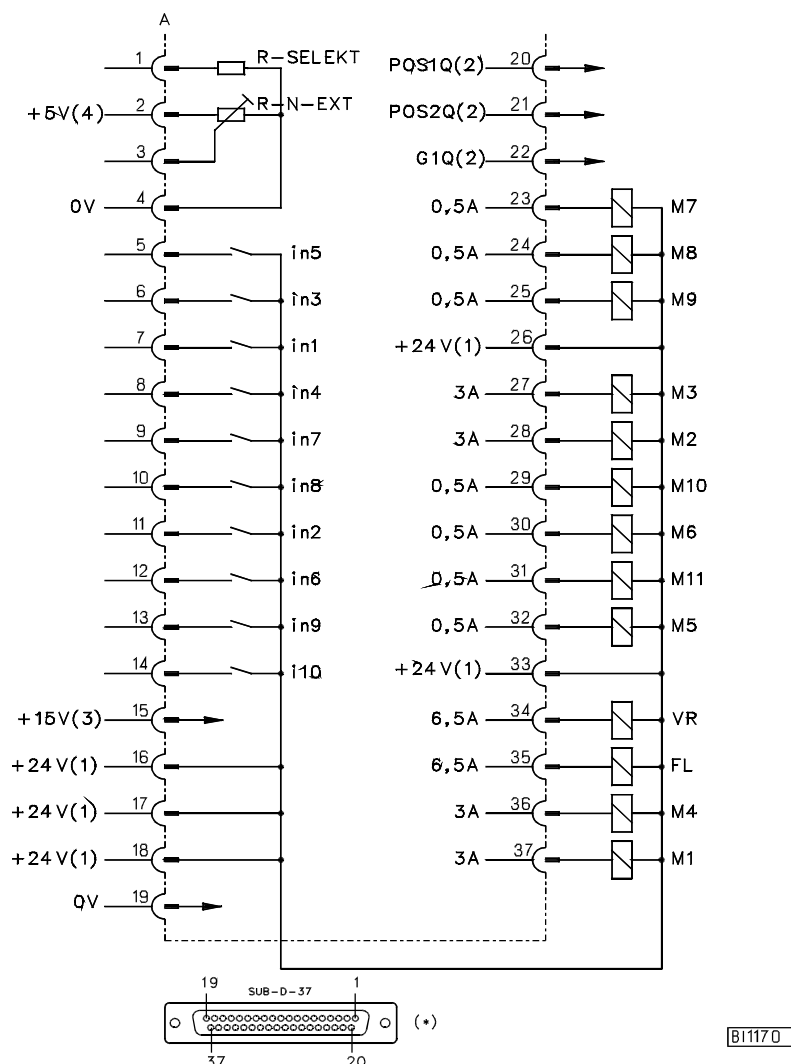 A
1 R-SELEKT
+5V(4) 2 R-N-EXT
3
0V 4
5 in5
6 in3
7 in1
8 in4
9 in7
10 in8
11 in2
12 in6
13 in9
14 i10
+15V(3) 15
+24V(1) 16
+24V(1) 17
+24V(1) 18
0V 19
POS1Q(2) 20
POS2Q(2) 21
G1Q(2) 22
0,5A 23 M7
0,5A 24 M8
0,5A 25 M9
+24V(1) 26
3A 27 M3
3A 28 M2
0,5A 29 M10
0,5A 30 M6
0,5A 31 M11
0,5A 32 M5
+24V(1) 33
6,5A 34 VR
6,5A 35 FL
3A 36 M4
3A 37 M1
19 SUB-D-37 1
(*)
37 20
BI1170